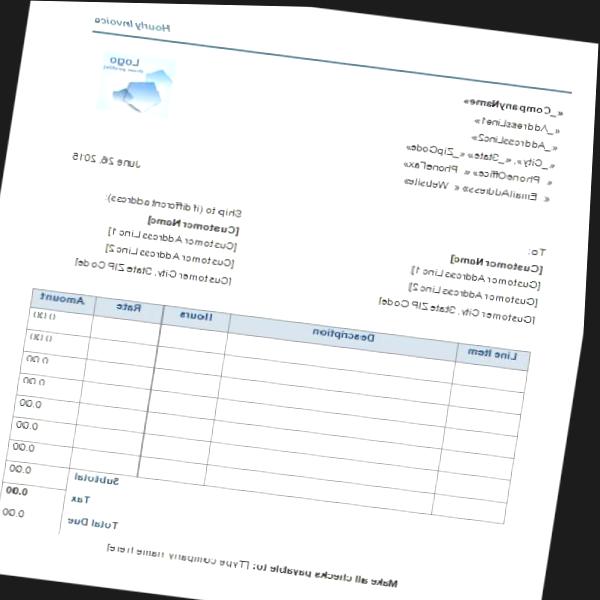 Hourly Invoice
Logo
«_CompanyName»
«_AddressLine1»
«_AddressLine2»
«_City», «_State» «_ZipCode»
« PhoneOffice» « PhoneFax»
« EmailAddress» « Website»
June 26, 2015
To:
[Customer Name]
[Customer Address Line 1]
[Customer Address Line 2]
[Customer City, State ZIP Code]
Ship to (if different address):
[Customer Name]
[Customer Address Line 1]
[Customer Address Line 2]
[Customer City, State ZIP Code]
Line Item Description Hours Rate Amount
0.00
0.00
0.00
0.00
0.00
0.00
Subtotal 0.00
Tax 0.00
Total Due 0.00
Make all checks payable to: [Type company name here]